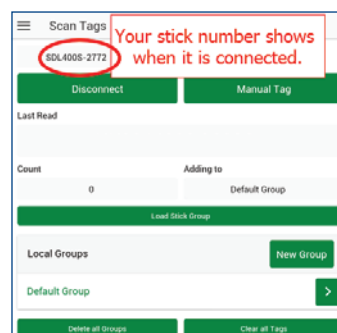 Scan Tags
Your stick number shows
when it is connected.
SDL400S-2772
Disconnect
Manual Tag
Last Read
Count
Adding to
0
Default Group
Load Stick Group
Local Groups
New Group
Default Group
Delete all Groups
Clear all Tags